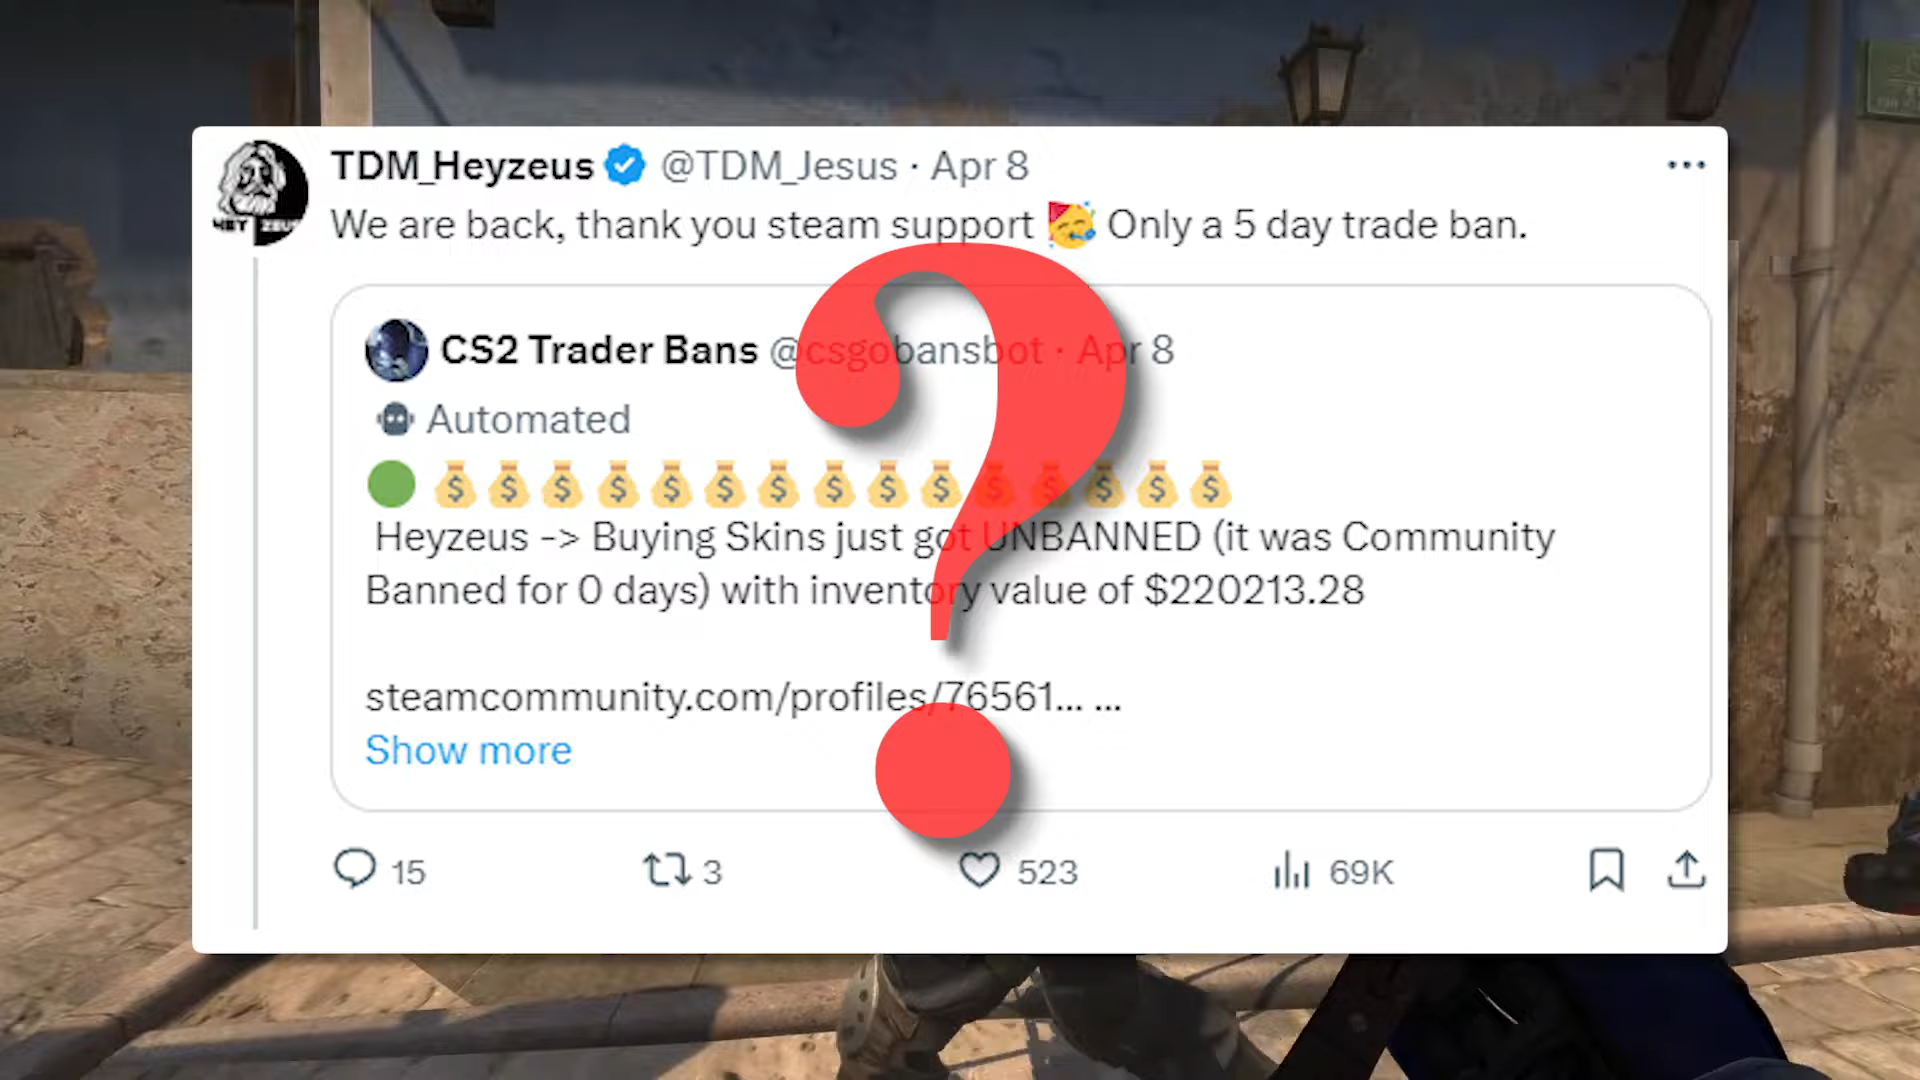 TDM_Heyzeus @TDM_Jesus · Apr 8
We are back, thank you steam support 🥳 Only a 5 day trade ban.
HEY ZEUS
CS2 Trader Bans @csgobansbot · Apr 8
Automated
🟢 💰💰💰💰💰💰💰💰💰💰💰💰💰💰💰
Heyzeus -> Buying Skins just got UNBANNED (it was Community
Banned for 0 days) with inventory value of $220213.28
steamcommunity.com/profiles/76561... ...
Show more
15 3 523 69K
?